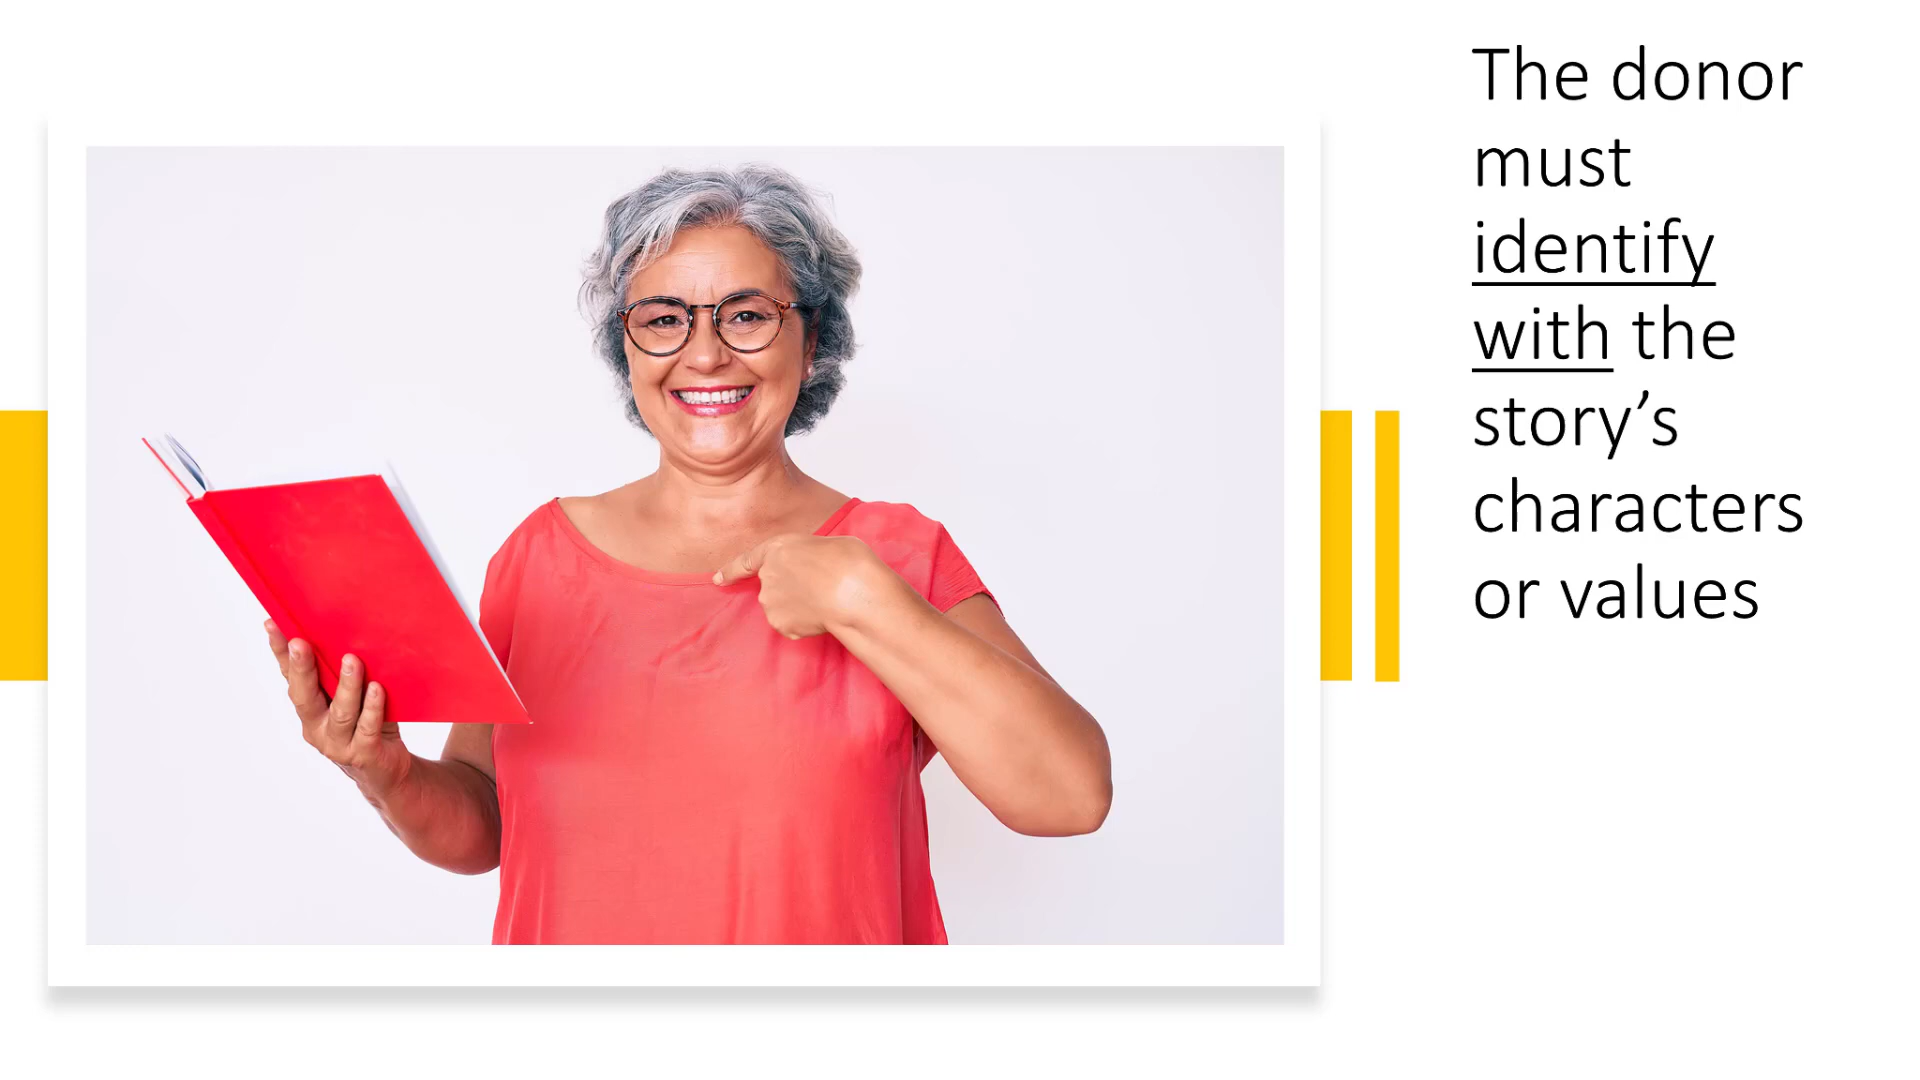 The donor
must
identify
with the
story’s
characters
or values